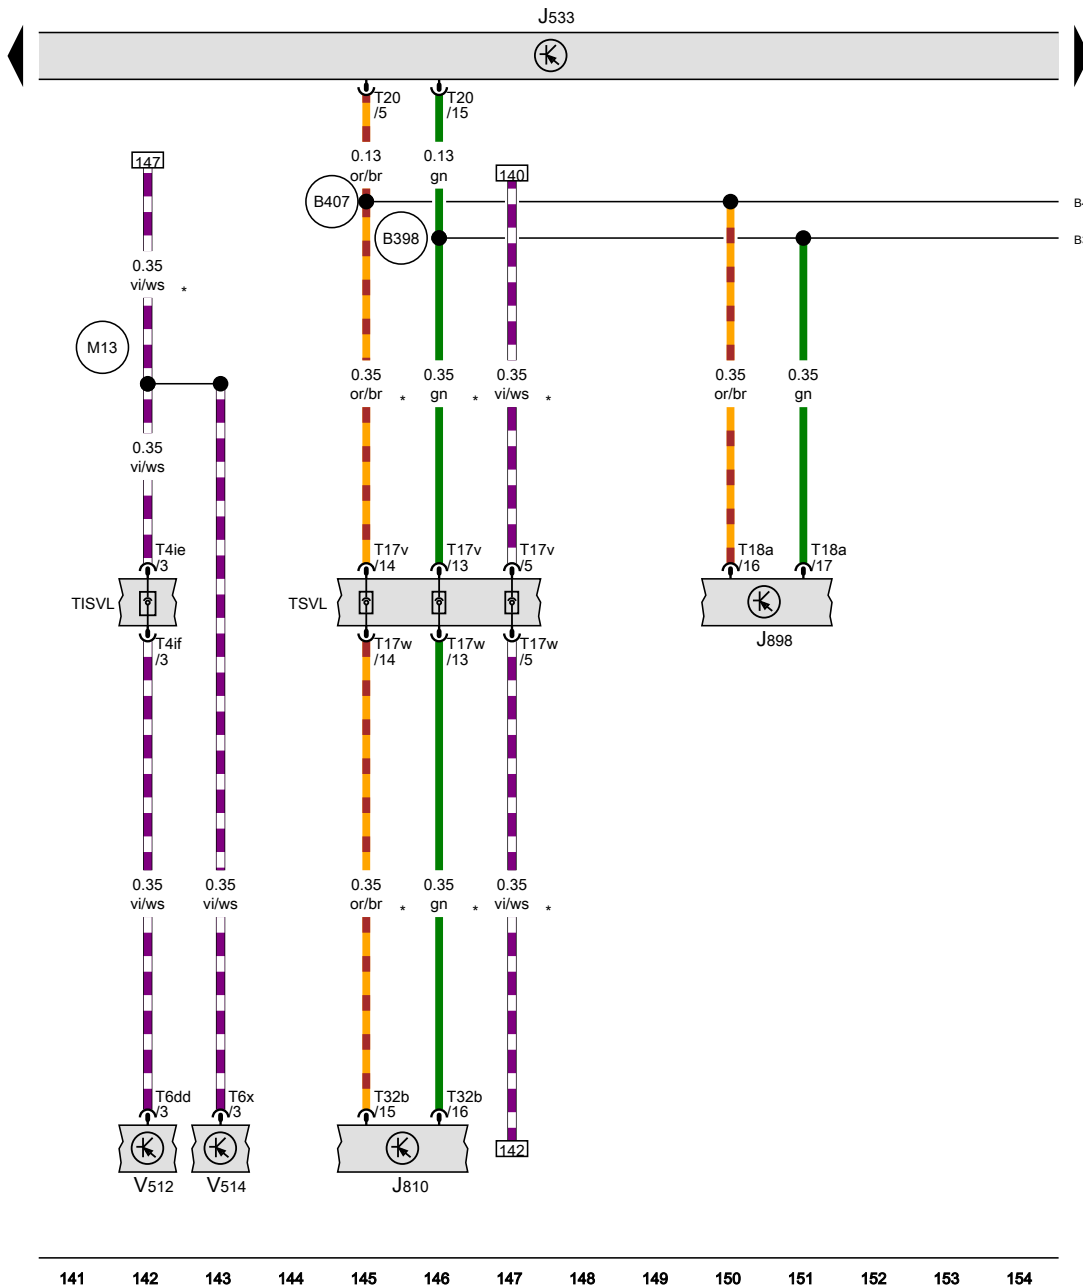 J533
T20
/5
T20
/15
0.13
or/br
0.13
gn
147
140
B407
B398
0.35
vi/ws
*
M13
0.35
or/br
*
0.35
gn
*
0.35
vi/ws
*
0.35
or/br
0.35
gn
0.35
vi/ws
T4ie
/3
T17v
/14
T17v
/13
T17v
/5
T18a
/16
T18a
/17
TISVL
TSVL
J898
T4if
/3
T17w
/14
T17w
/13
T17w
/5
0.35
vi/ws
0.35
vi/ws
0.35
or/br
*
0.35
gn
*
0.35
vi/ws
*
T6dd
/3
T6x
/3
T32b
/15
T32b
/16
142
V512
V514
J810
141 142 143 144 145 146 147 148 149 150 151 152 153 154